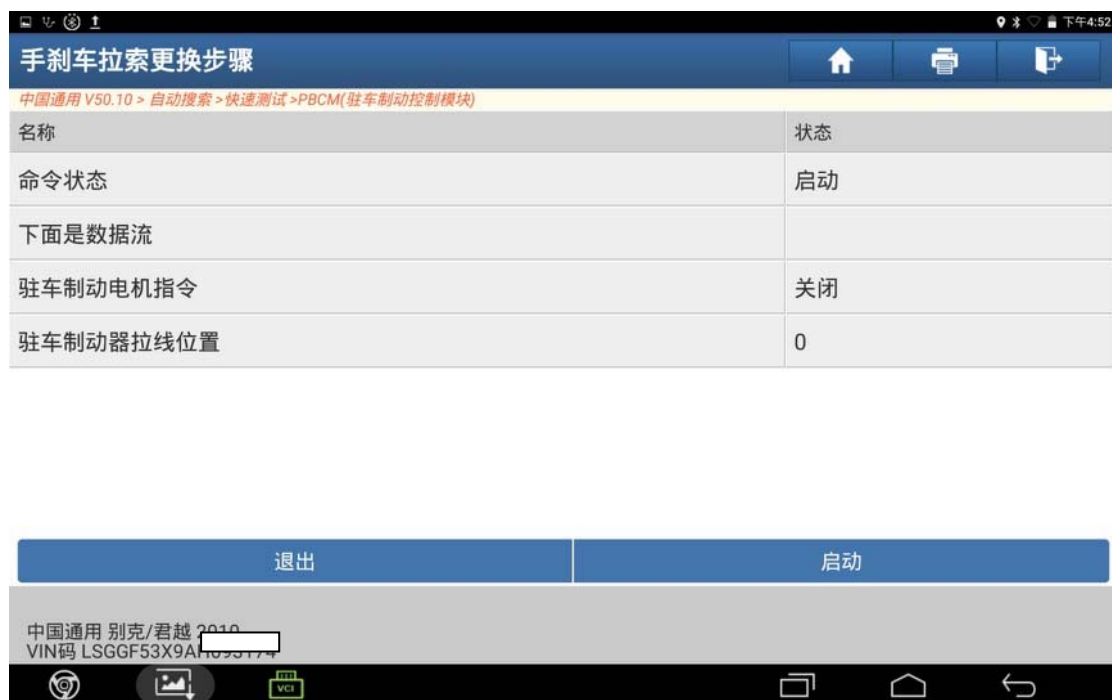 下午4:52
手刹车拉索更换步骤
中国通用 V50.10 > 自动搜索 >快速测试 >PBCM(驻车制动控制模块)
名称 状态
命令状态 启动
下面是数据流
驻车制动电机指令 关闭
驻车制动器拉线位置 0
退出 启动
中国通用 别克/君越
VIN码
VCI